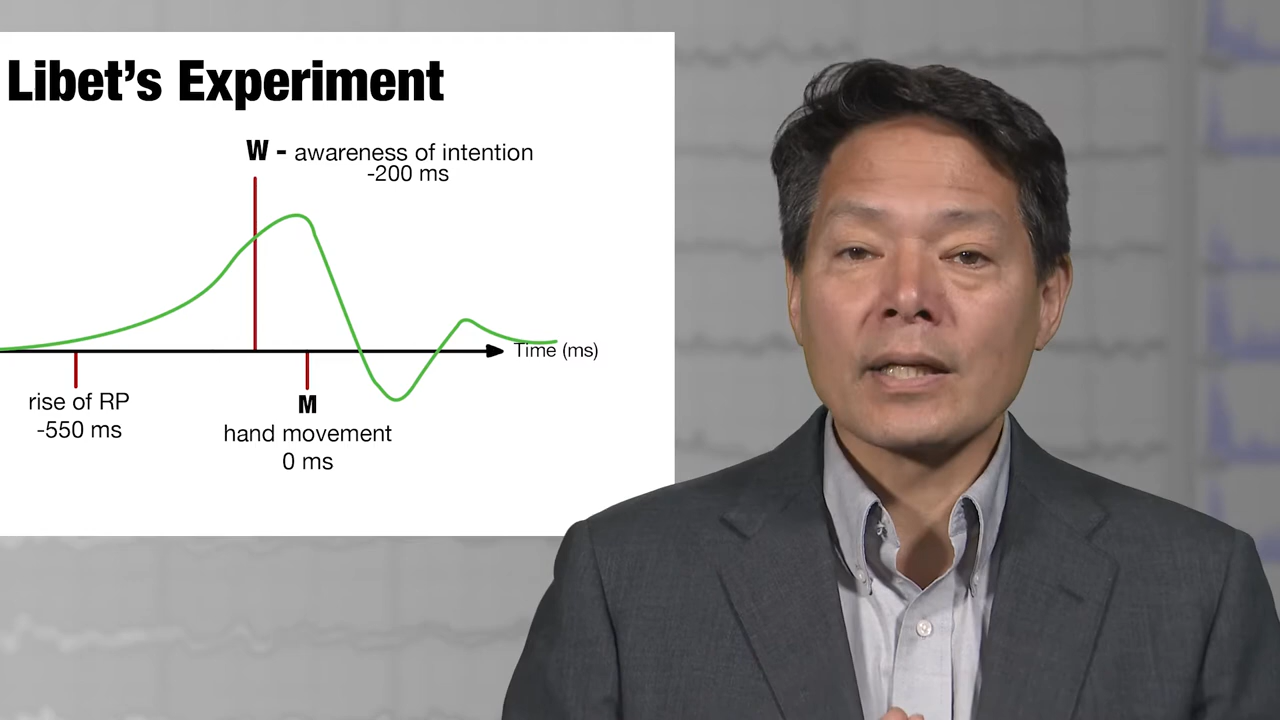 Libet's Experiment
W - awareness of intention
-200 ms
Time (ms)
rise of RP
-550 ms
M
hand movement
0 ms